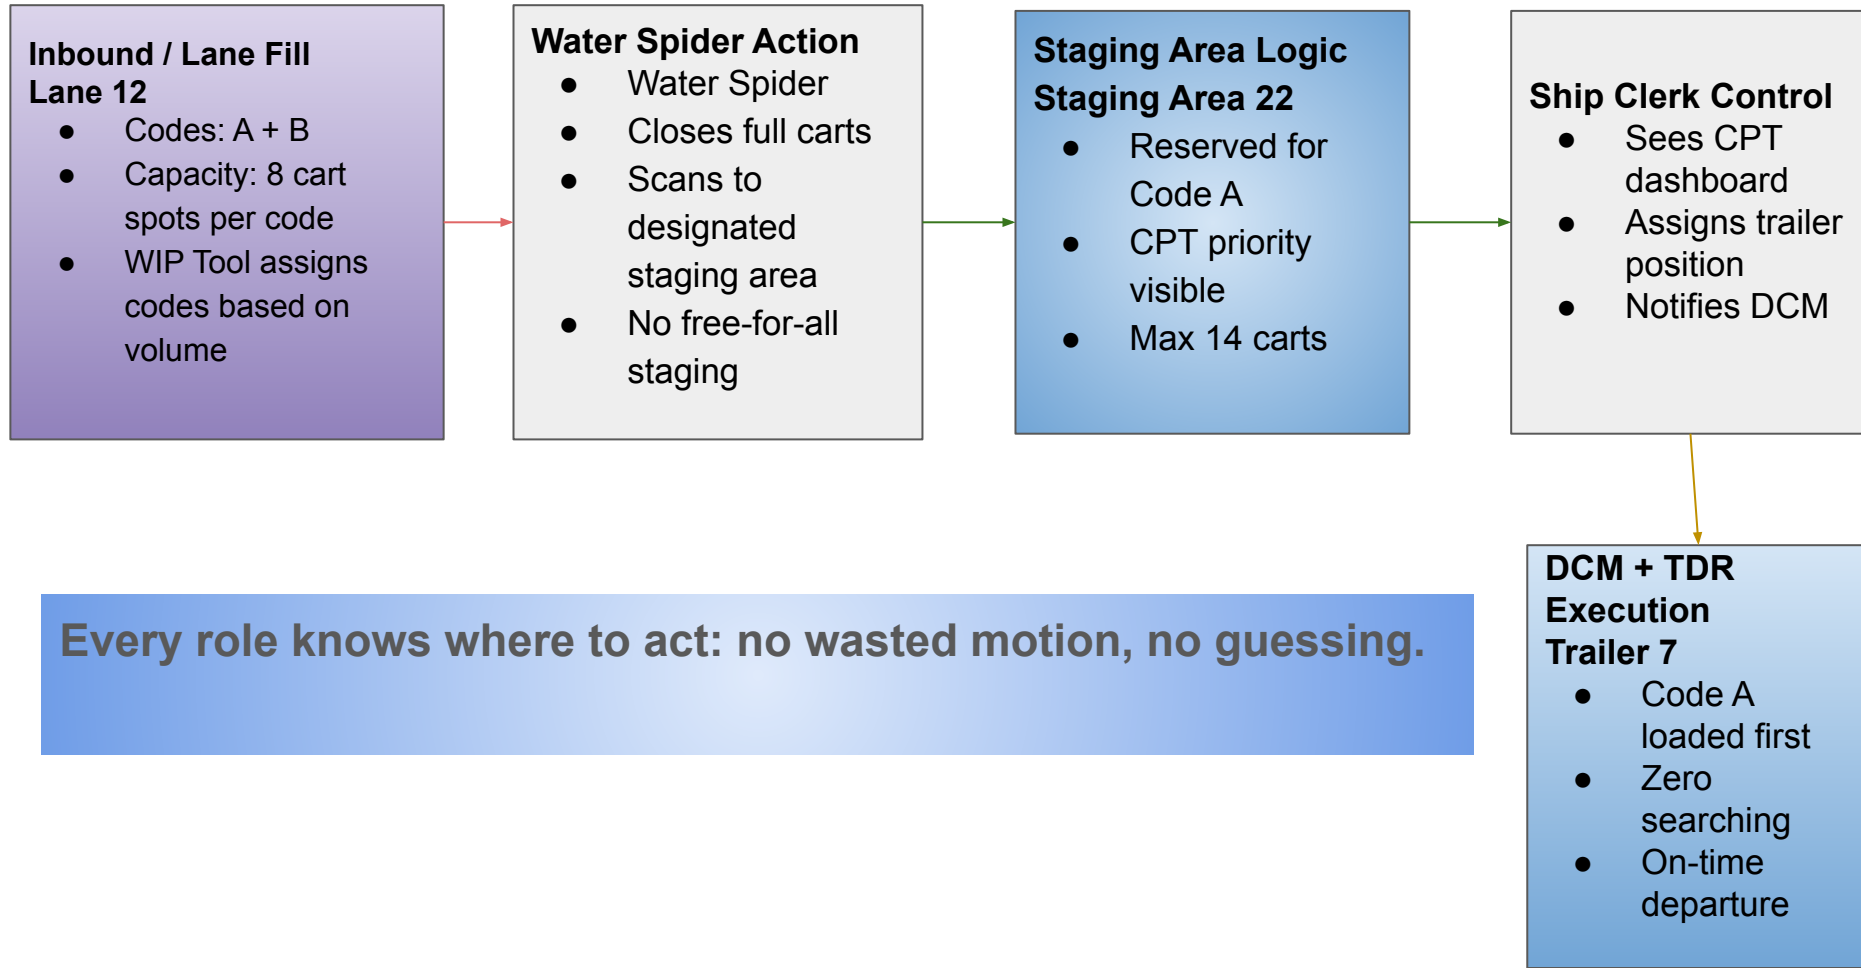 Inbound / Lane Fill
Lane 12
● Codes: A + B
● Capacity: 8 cart
spots per code
● WIP Tool assigns
codes based on
volume
Water Spider Action
● Water Spider
● Closes full carts
● Scans to
designated
staging area
● No free-for-all
staging
Staging Area Logic
Staging Area 22
● Reserved for
Code A
● CPT priority
visible
● Max 14 carts
Ship Clerk Control
● Sees CPT
dashboard
● Assigns trailer
position
● Notifies DCM
DCM + TDR
Execution
Trailer 7
● Code A
loaded first
● Zero
searching
● On-time
departure
Every role knows where to act: no wasted motion, no guessing.